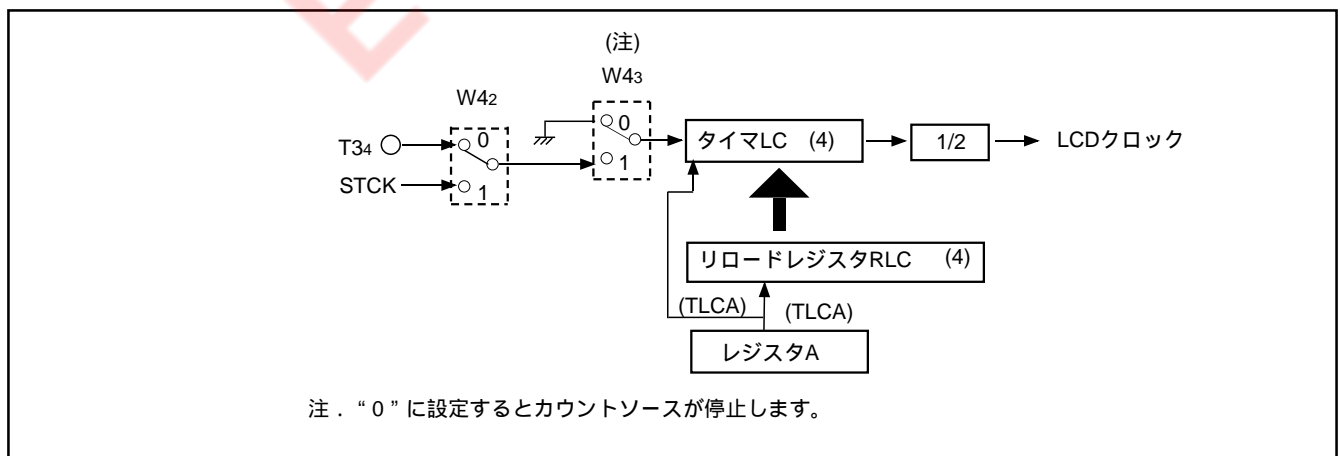 (注)
W43
W42
0
0
T34
タイマLC (4)
1/2
LCDクロック
1
STCK
1
リロードレジスタRLC (4)
(TLCA)
(TLCA)
レジスタA
注．“0”に設定するとカウントソースが停止します。